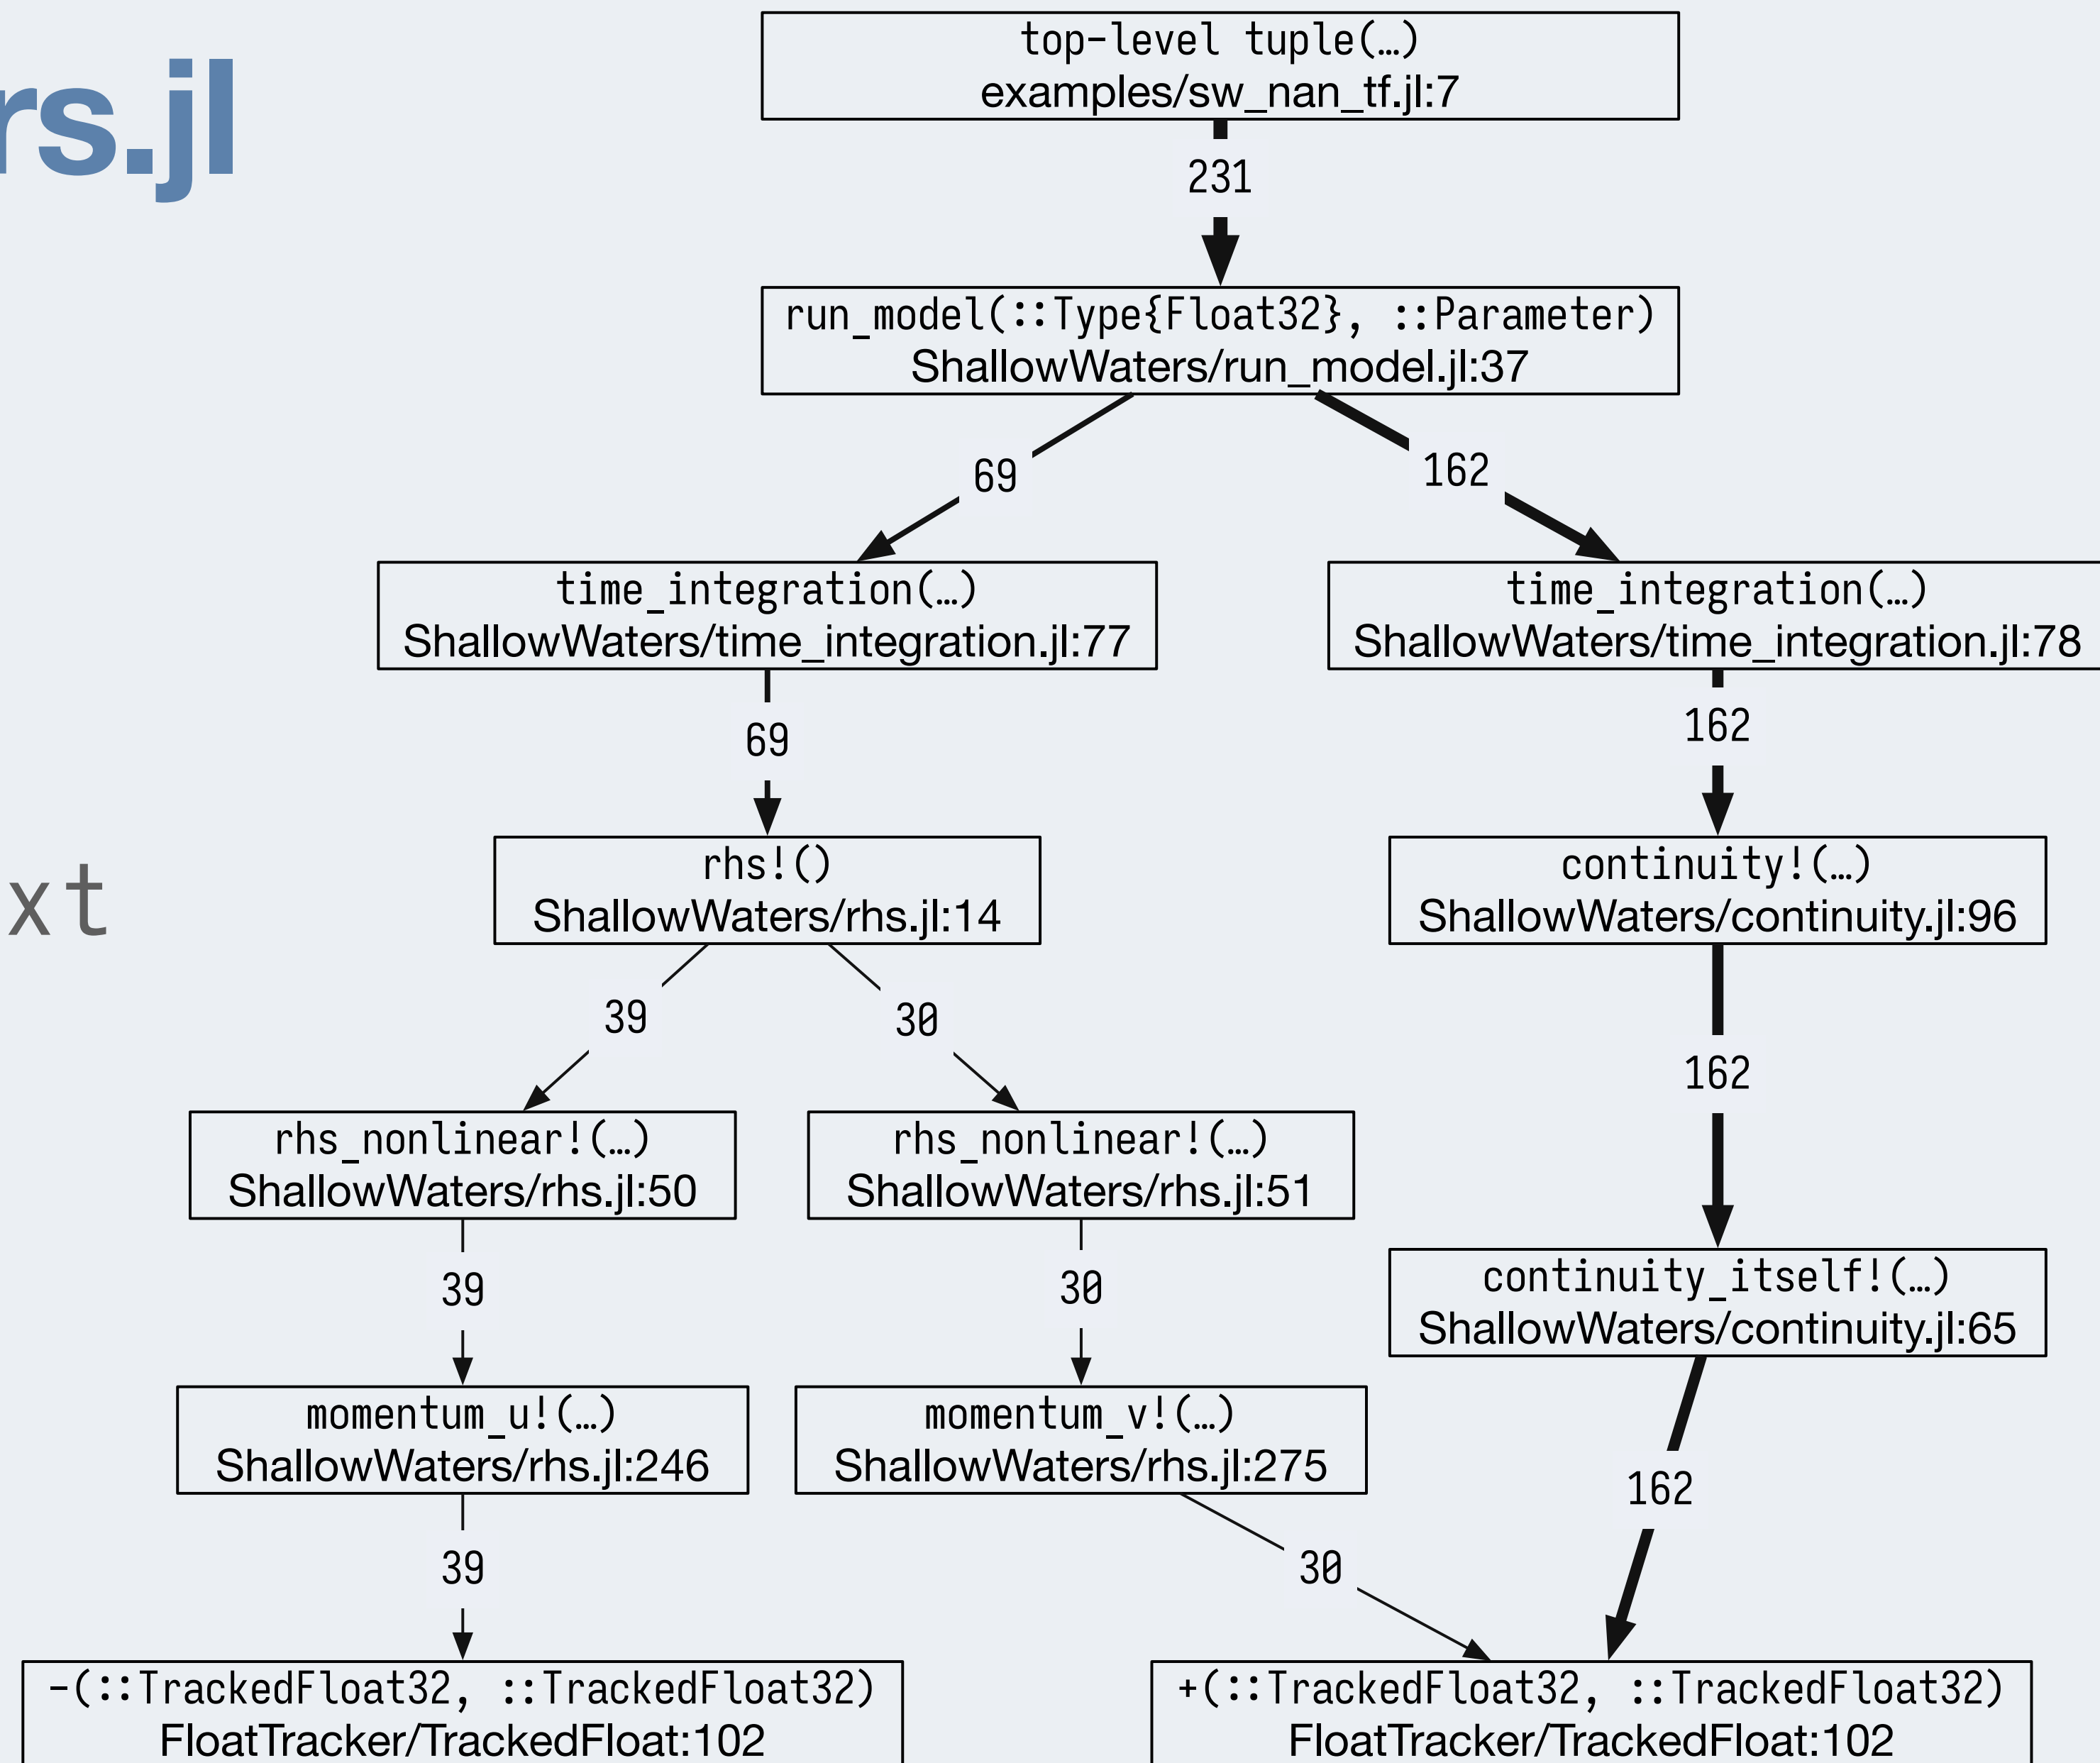 rs.jl
top-level tuple(…)
examples/sw_nan_tf.jl:7
231
run_model(::Type{Float32}, ::Parameter)
ShallowWaters/run_model.jl:37
69
162
time_integration(…)
ShallowWaters/time_integration.jl:77
time_integration(…)
ShallowWaters/time_integration.jl:78
69
162
xt
rhs!()
ShallowWaters/rhs.jl:14
continuity!(…)
ShallowWaters/continuity.jl:96
39
30
162
rhs_nonlinear!(…)
ShallowWaters/rhs.jl:50
rhs_nonlinear!(…)
ShallowWaters/rhs.jl:51
39
30
continuity_itself!(…)
ShallowWaters/continuity.jl:65
momentum_u!(…)
ShallowWaters/rhs.jl:246
momentum_v!(…)
ShallowWaters/rhs.jl:275
162
39
30
-(::TrackedFloat32, ::TrackedFloat32)
FloatTracker/TrackedFloat:102
+(::TrackedFloat32, ::TrackedFloat32)
FloatTracker/TrackedFloat:102